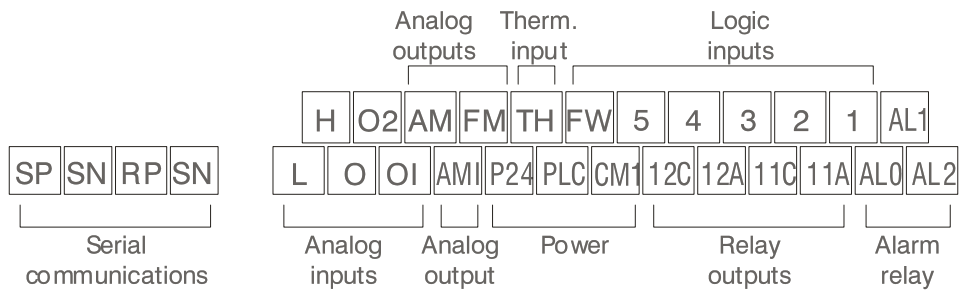 Analog outputs
Therm. input
Logic inputs
H O2 AM FM TH FW 5 4 3 2 1 AL1
SP SN RP SN L O OI AMI P24 PLC CM1 12C 12A 11C 11A AL0 AL2
Serial communications
Analog inputs
Analog output
Power
Relay outputs
Alarm relay